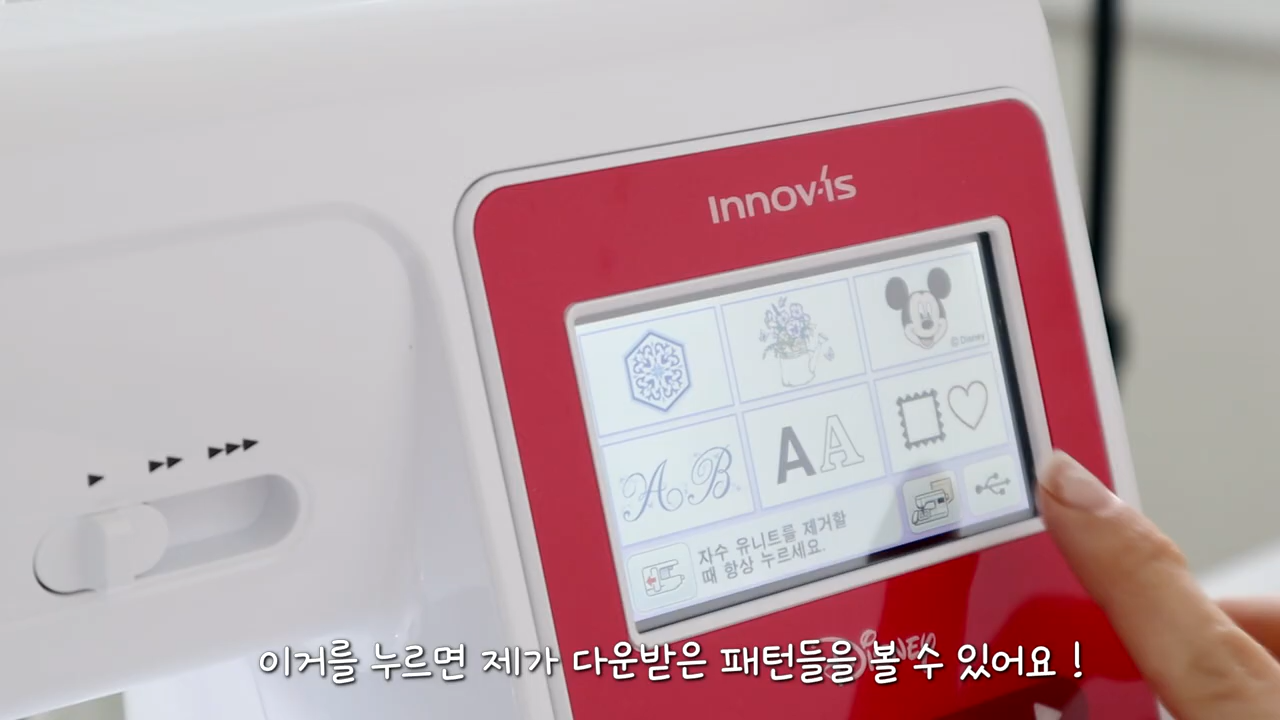 Innov-ís
© Disney
A B
A A
자수 유니트를 제거할
때 항상 누르세요.
Disney
이거를 누르면 제가 다운받은 패턴들을 볼 수 있어요 !